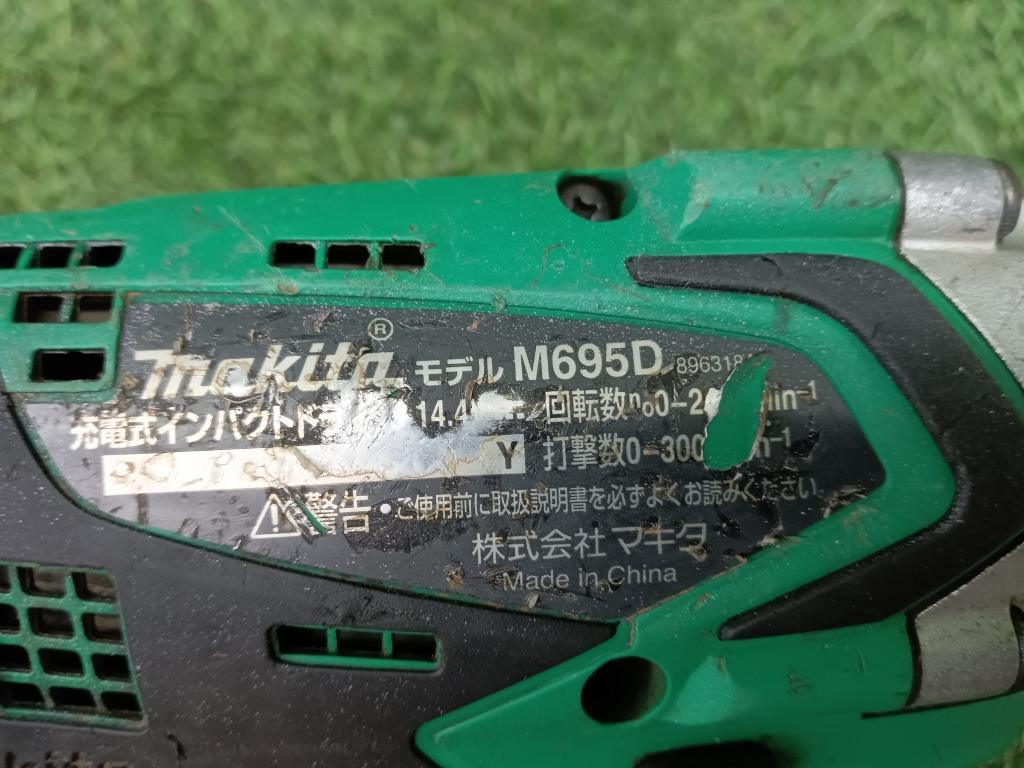 makita® モデル M695D 896318
充電式インパクトドラ 14.4 回転数 -2 min⁻¹
Y 打撃数0-300 n⁻¹
警告・ご使用前に取扱説明書を必ずよくお読みください
株式会社 マキタ
Made in China